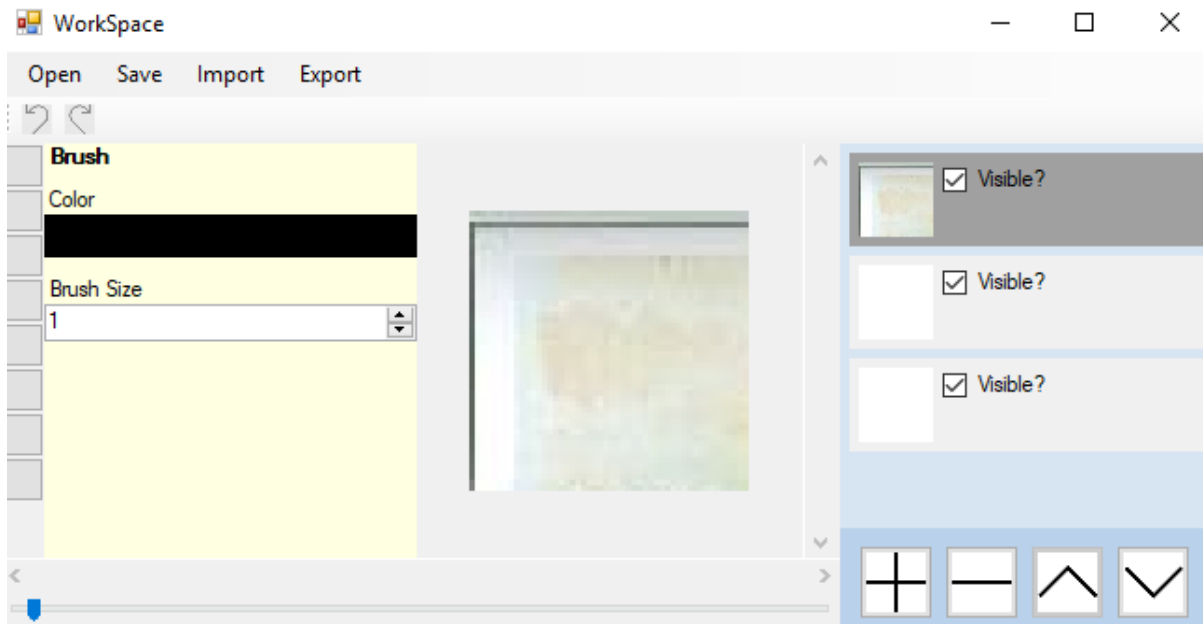 WorkSpace
Open Save Import Export
Brush
Color
Brush Size
1
Visible?
Visible?
Visible?